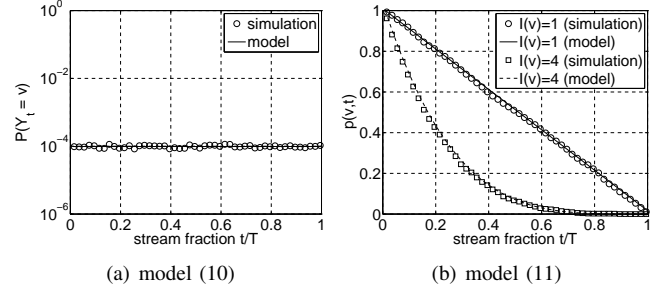 10^0
10^-2
10^-4
10^-6
P(Y_t = v)
simulation
model
0 0.2 0.4 0.6 0.8 1
stream fraction t/T
(a) model (10)
1
0.8
0.6
0.4
0.2
0
p(v,t)
I(v)=1 (simulation)
I(v)=1 (model)
I(v)=4 (simulation)
I(v)=4 (model)
0 0.2 0.4 0.6 0.8 1
stream fraction t/T
(b) model (11)